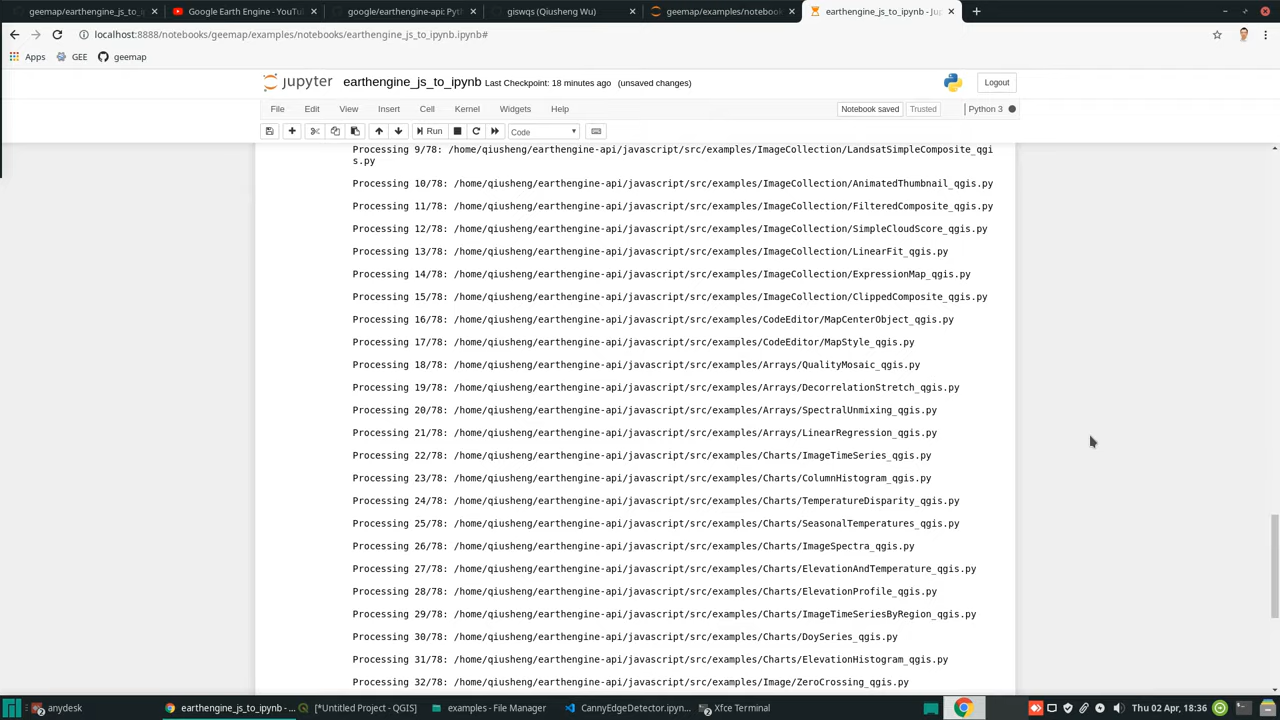 geemap/examples/earthengine_js_to_ip
Google Earth Engine - YouTu
google/earthengine-api: Pyt
giswqs (Qiusheng Wu)
geemap/examples/notebook
earthengine_js_to_ipynb - Jup
localhost:8888/notebooks/geemap/examples/notebooks/earthengine_js_to_ipynb.ipynb#
Apps GEE geemap
jupyter earthengine_js_to_ipynb Last Checkpoint: 18 minutes ago (unsaved changes) Logout
File Edit View Insert Cell Kernel Widgets Help Notebook saved Trusted Python 3
Run Code
Processing 9/78: /home/qiusheng/earthengine-api/javascript/src/examples/ImageCollection/LandsatSimpleComposite_qgi
s.py
Processing 10/78: /home/qiusheng/earthengine-api/javascript/src/examples/ImageCollection/AnimatedThumbnail_qgis.py
Processing 11/78: /home/qiusheng/earthengine-api/javascript/src/examples/ImageCollection/FilteredComposite_qgis.py
Processing 12/78: /home/qiusheng/earthengine-api/javascript/src/examples/ImageCollection/SimpleCloudScore_qgis.py
Processing 13/78: /home/qiusheng/earthengine-api/javascript/src/examples/ImageCollection/LinearFit_qgis.py
Processing 14/78: /home/qiusheng/earthengine-api/javascript/src/examples/ImageCollection/ExpressionMap_qgis.py
Processing 15/78: /home/qiusheng/earthengine-api/javascript/src/examples/ImageCollection/ClippedComposite_qgis.py
Processing 16/78: /home/qiusheng/earthengine-api/javascript/src/examples/CodeEditor/MapCenterObject_qgis.py
Processing 17/78: /home/qiusheng/earthengine-api/javascript/src/examples/CodeEditor/MapStyle_qgis.py
Processing 18/78: /home/qiusheng/earthengine-api/javascript/src/examples/Arrays/QualityMosaic_qgis.py
Processing 19/78: /home/qiusheng/earthengine-api/javascript/src/examples/Arrays/DecorrelationStretch_qgis.py
Processing 20/78: /home/qiusheng/earthengine-api/javascript/src/examples/Arrays/SpectralUnmixing_qgis.py
Processing 21/78: /home/qiusheng/earthengine-api/javascript/src/examples/Arrays/LinearRegression_qgis.py
Processing 22/78: /home/qiusheng/earthengine-api/javascript/src/examples/Charts/ImageTimeSeries_qgis.py
Processing 23/78: /home/qiusheng/earthengine-api/javascript/src/examples/Charts/ColumnHistogram_qgis.py
Processing 24/78: /home/qiusheng/earthengine-api/javascript/src/examples/Charts/TemperatureDisparity_qgis.py
Processing 25/78: /home/qiusheng/earthengine-api/javascript/src/examples/Charts/SeasonalTemperatures_qgis.py
Processing 26/78: /home/qiusheng/earthengine-api/javascript/src/examples/Charts/ImageSpectra_qgis.py
Processing 27/78: /home/qiusheng/earthengine-api/javascript/src/examples/Charts/ElevationAndTemperature_qgis.py
Processing 28/78: /home/qiusheng/earthengine-api/javascript/src/examples/Charts/ElevationProfile_qgis.py
Processing 29/78: /home/qiusheng/earthengine-api/javascript/src/examples/Charts/ImageTimeSeriesByRegion_qgis.py
Processing 30/78: /home/qiusheng/earthengine-api/javascript/src/examples/Charts/DoySeries_qgis.py
Processing 31/78: /home/qiusheng/earthengine-api/javascript/src/examples/Charts/ElevationHistogram_qgis.py
Processing 32/78: /home/qiusheng/earthengine-api/javascript/src/examples/Image/ZeroCrossing_qgis.py
anydesk earthengine_js_to_ipynb - ... [*Untitled Project - QGIS] examples - File Manager CannyEdgeDetector.ipyn... Xfce Terminal Thu 02 Apr, 18:36